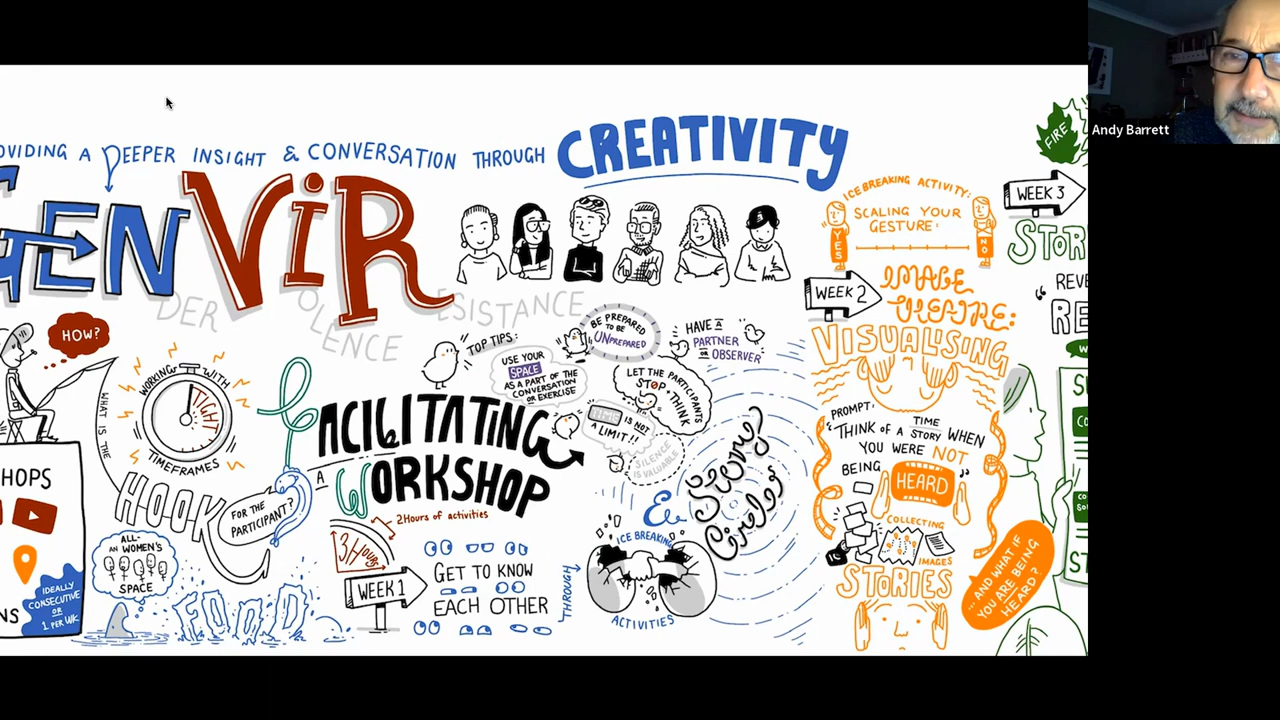 OVIDING A DEEPER INSIGHT & CONVERSATION THROUGH
CREATIVITY
GENViR
DER
OLENCE
ESISTANCE
HOW?
WHAT IS THE
HOOK
FOR THE
PARTICIPANT?
WORKING WITH
TIGHT
TIMEFRAMES
HOPS
NS
IDEALLY
CONSECUTIVE
OR
1 PER WK
ALL-
AN WOMEN'S
SPACE
FOOD
FACILITATING
A WORKSHOP
TOP TIPS:
USE YOUR
SPACE
AS A PART OF THE
CONVERSATION
OR EXERCISE
BE PREPARED
TO BE
UNPREPARED
HAVE A
PARTNER
OR OBSERVER
LET THE PARTICIPANTS
STOP
THINK
TIME IS NOT
A LIMIT!!
SILENCE
IS VALUABLE
2Hours of activities
3 Hours
WEEK 1
GET TO KNOW
EACH OTHER
THROUGH
ICE BREAKING
ACTIVITIES
&
Story
Circles
ICE BREAKING ACTIVITY:
SCALING YOUR
GESTURE:
YES
NO
WEEK 2
IMAGE
THEATRE:
VISUALISING
PROMPT:
"THINK OF A TIME
STORY WHEN
YOU WERE NOT
BEING HEARD"
COLLECTING
IMAGES
STORIES
... AND WHAT IF
YOU ARE BEING
HEARD?
FIRE
WEEK 3
STOR
REVE
"RE
W
S
CO
CO
SO
ST
Andy Barrett